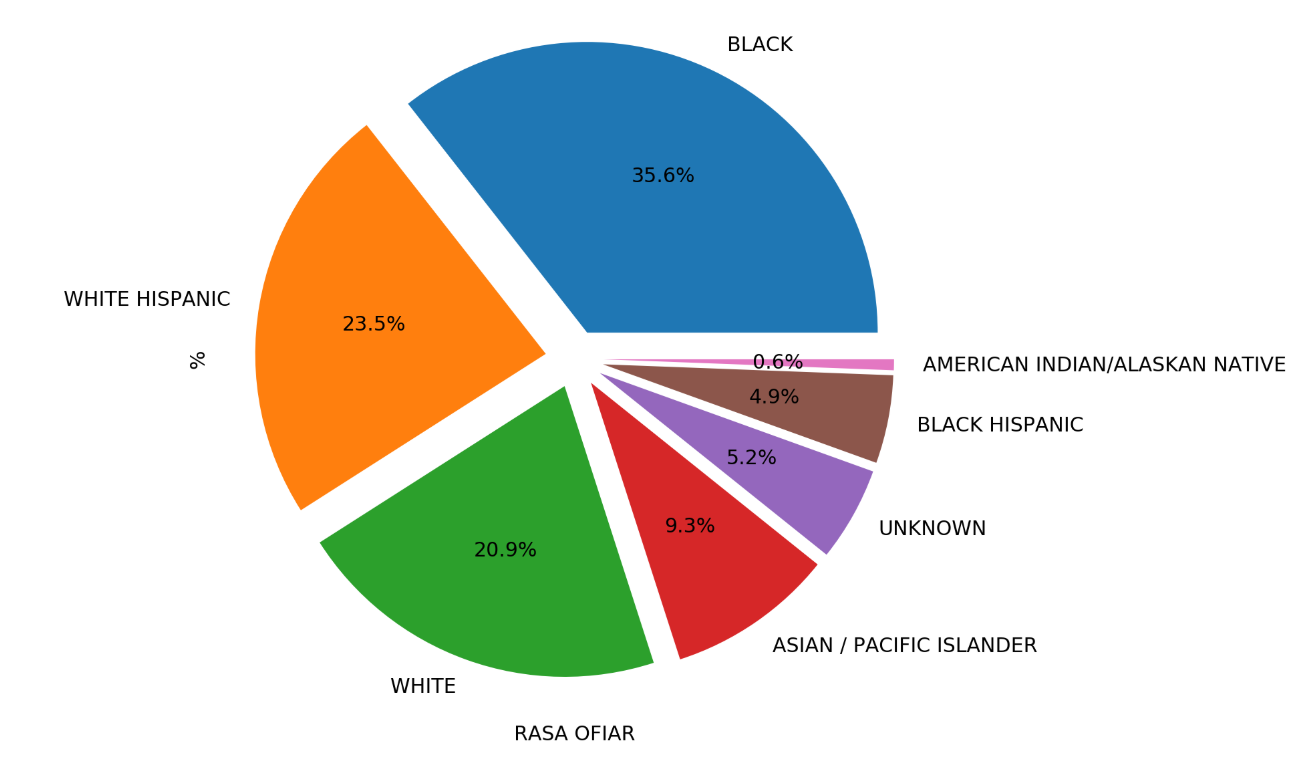 BLACK
35.6%
WHITE HISPANIC
23.5%
%
0.6%
AMERICAN INDIAN/ALASKAN NATIVE
4.9%
BLACK HISPANIC
5.2%
UNKNOWN
9.3%
ASIAN / PACIFIC ISLANDER
20.9%
WHITE
RASA OFIAR